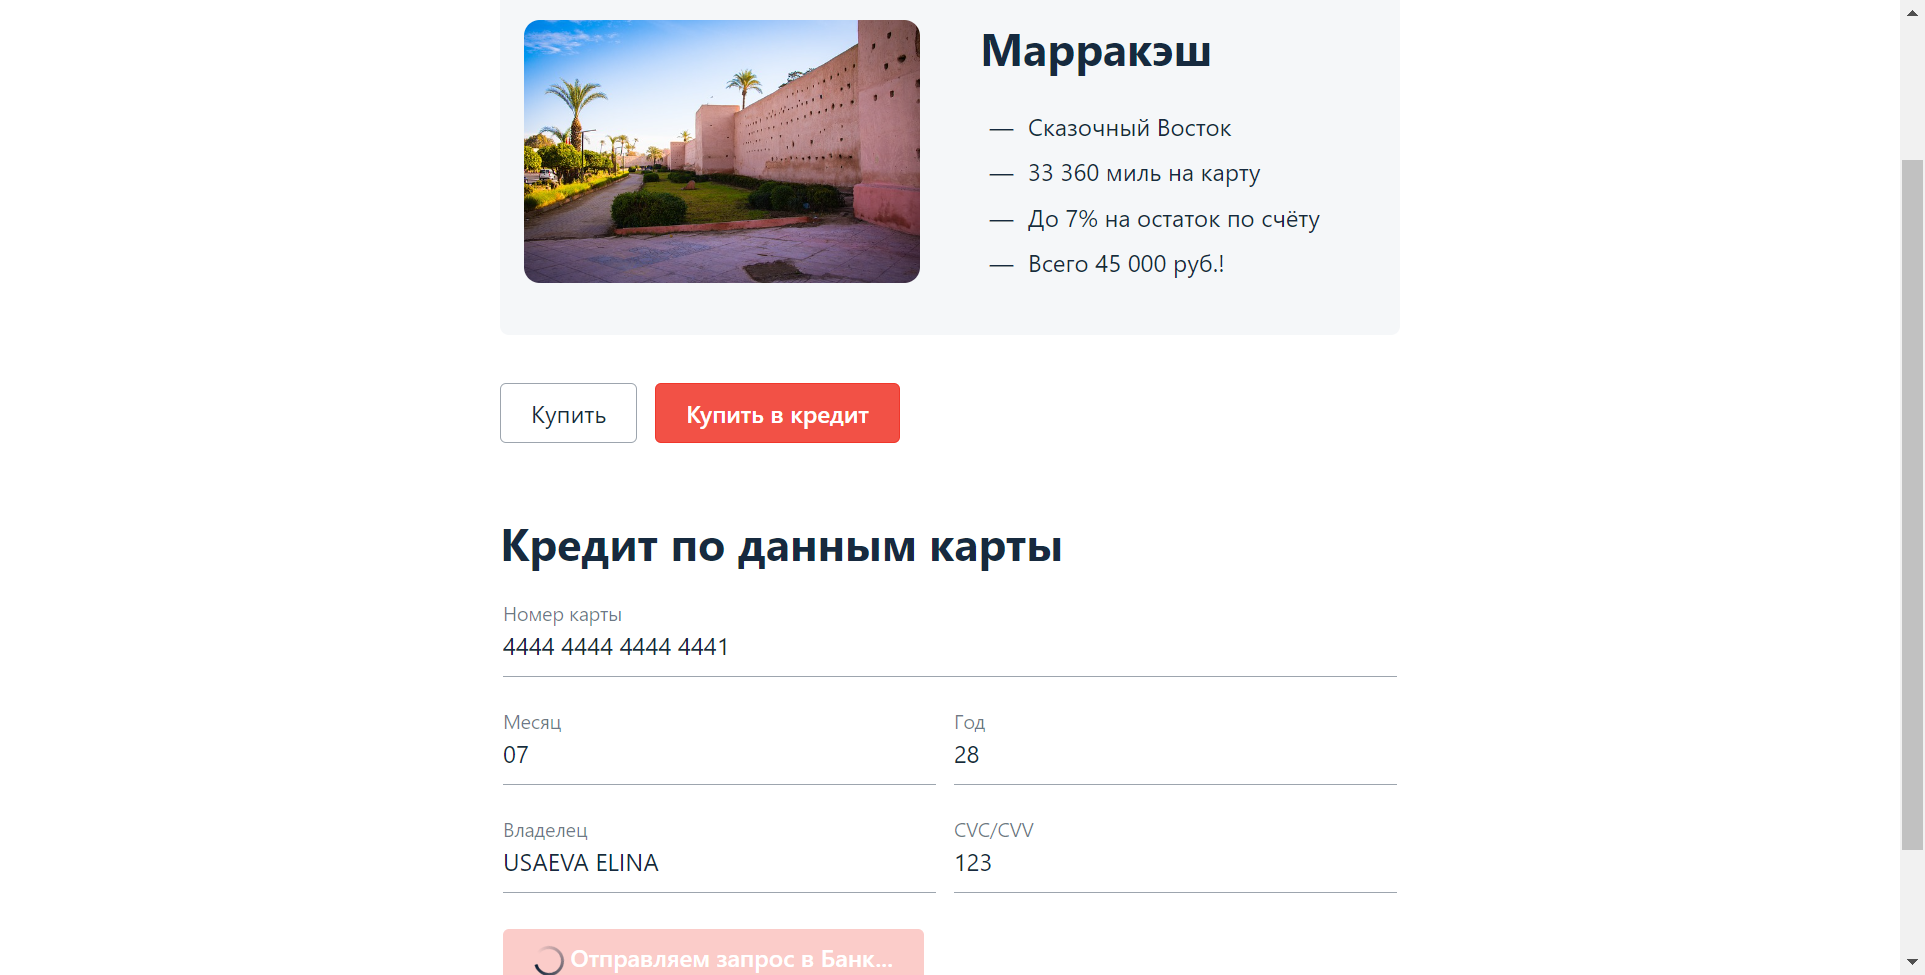 Марракэш
— Сказочный Восток
— 33 360 миль на карту
— До 7% на остаток по счёту
— Всего 45 000 руб.!
Купить
Купить в кредит
Кредит по данным карты
Номер карты
4444 4444 4444 4441
Месяц
Год
07
28
Владелец
CVC/CVV
USAEVA ELINA
123
Отправляем запрос в Банк...